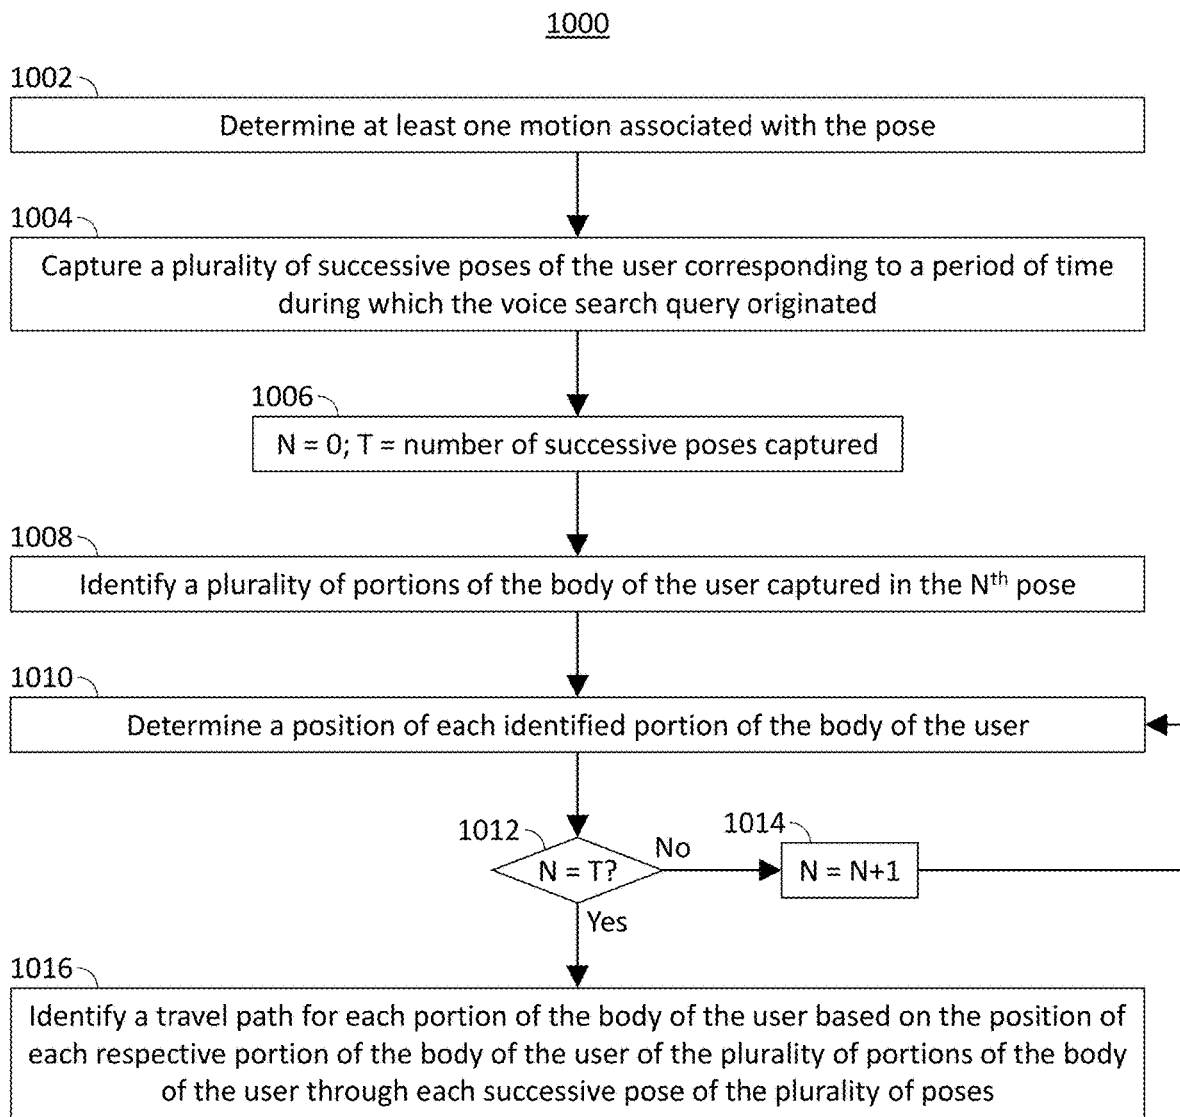 1000
1002
Determine at least one motion associated with the pose
1004
Capture a plurality of successive poses of the user corresponding to a period of time
during which the voice search query originated
1006
N = 0; T = number of successive poses captured
1008
Identify a plurality of portions of the body of the user captured in the Nth pose
1010
Determine a position of each identified portion of the body of the user
1012
N = T?
No
1014
N = N+1
Yes
1016
Identify a travel path for each portion of the body of the user based on the position of
each respective portion of the body of the user of the plurality of portions of the body
of the user through each successive pose of the plurality of poses